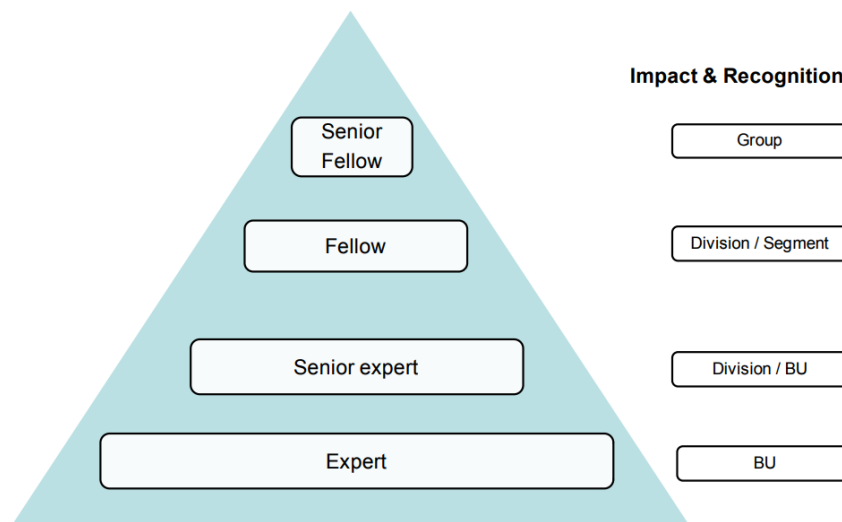 Impact & Recognition
Senior
Fellow
Group
Fellow
Division / Segment
Senior expert
Division / BU
Expert
BU